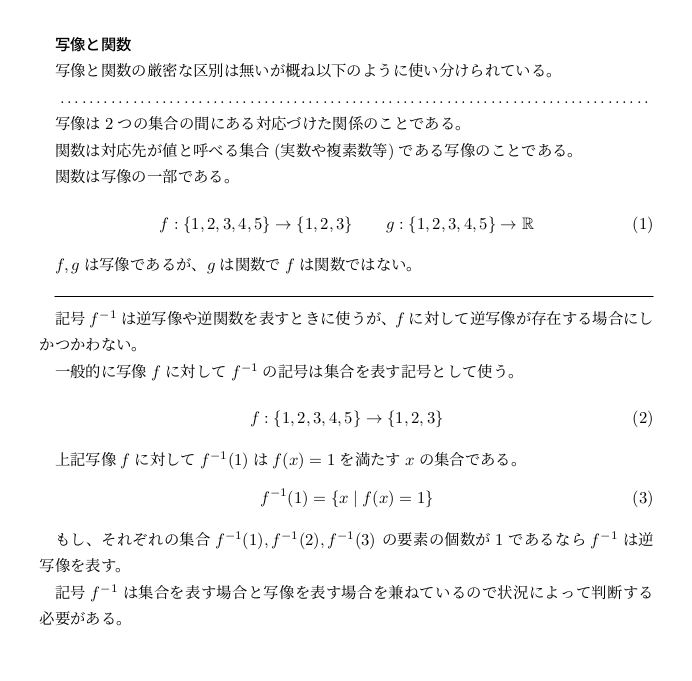 写像と関数
写像と関数の厳密な区別は無いが概ね以下のように使い分けられている。
写像は 2 つの集合の間にある対応づけた関係のことである。
関数は対応先が値と呼べる集合 (実数や複素数等) である写像のことである。
関数は写像の一部である。
f : {1, 2, 3, 4, 5} → {1, 2, 3}  g : {1, 2, 3, 4, 5} → ℝ (1)
f, g は写像であるが、g は関数で f は関数ではない。
記号 f⁻¹ は逆写像や逆関数を表すときに使うが、f に対して逆写像が存在する場合にし
かつかわない。
一般的に写像 f に対して f⁻¹ の記号は集合を表す記号として使う。
f : {1, 2, 3, 4, 5} → {1, 2, 3} (2)
上記写像 f に対して f⁻¹(1) は f(x) = 1 を満たす x の集合である。
f⁻¹(1) = {x | f(x) = 1} (3)
もし、それぞれの集合 f⁻¹(1), f⁻¹(2), f⁻¹(3) の要素の個数が 1 であるなら f⁻¹ は逆
写像を表す。
記号 f⁻¹ は集合を表す場合と写像を表す場合を兼ねているので状況によって判断する
必要がある。